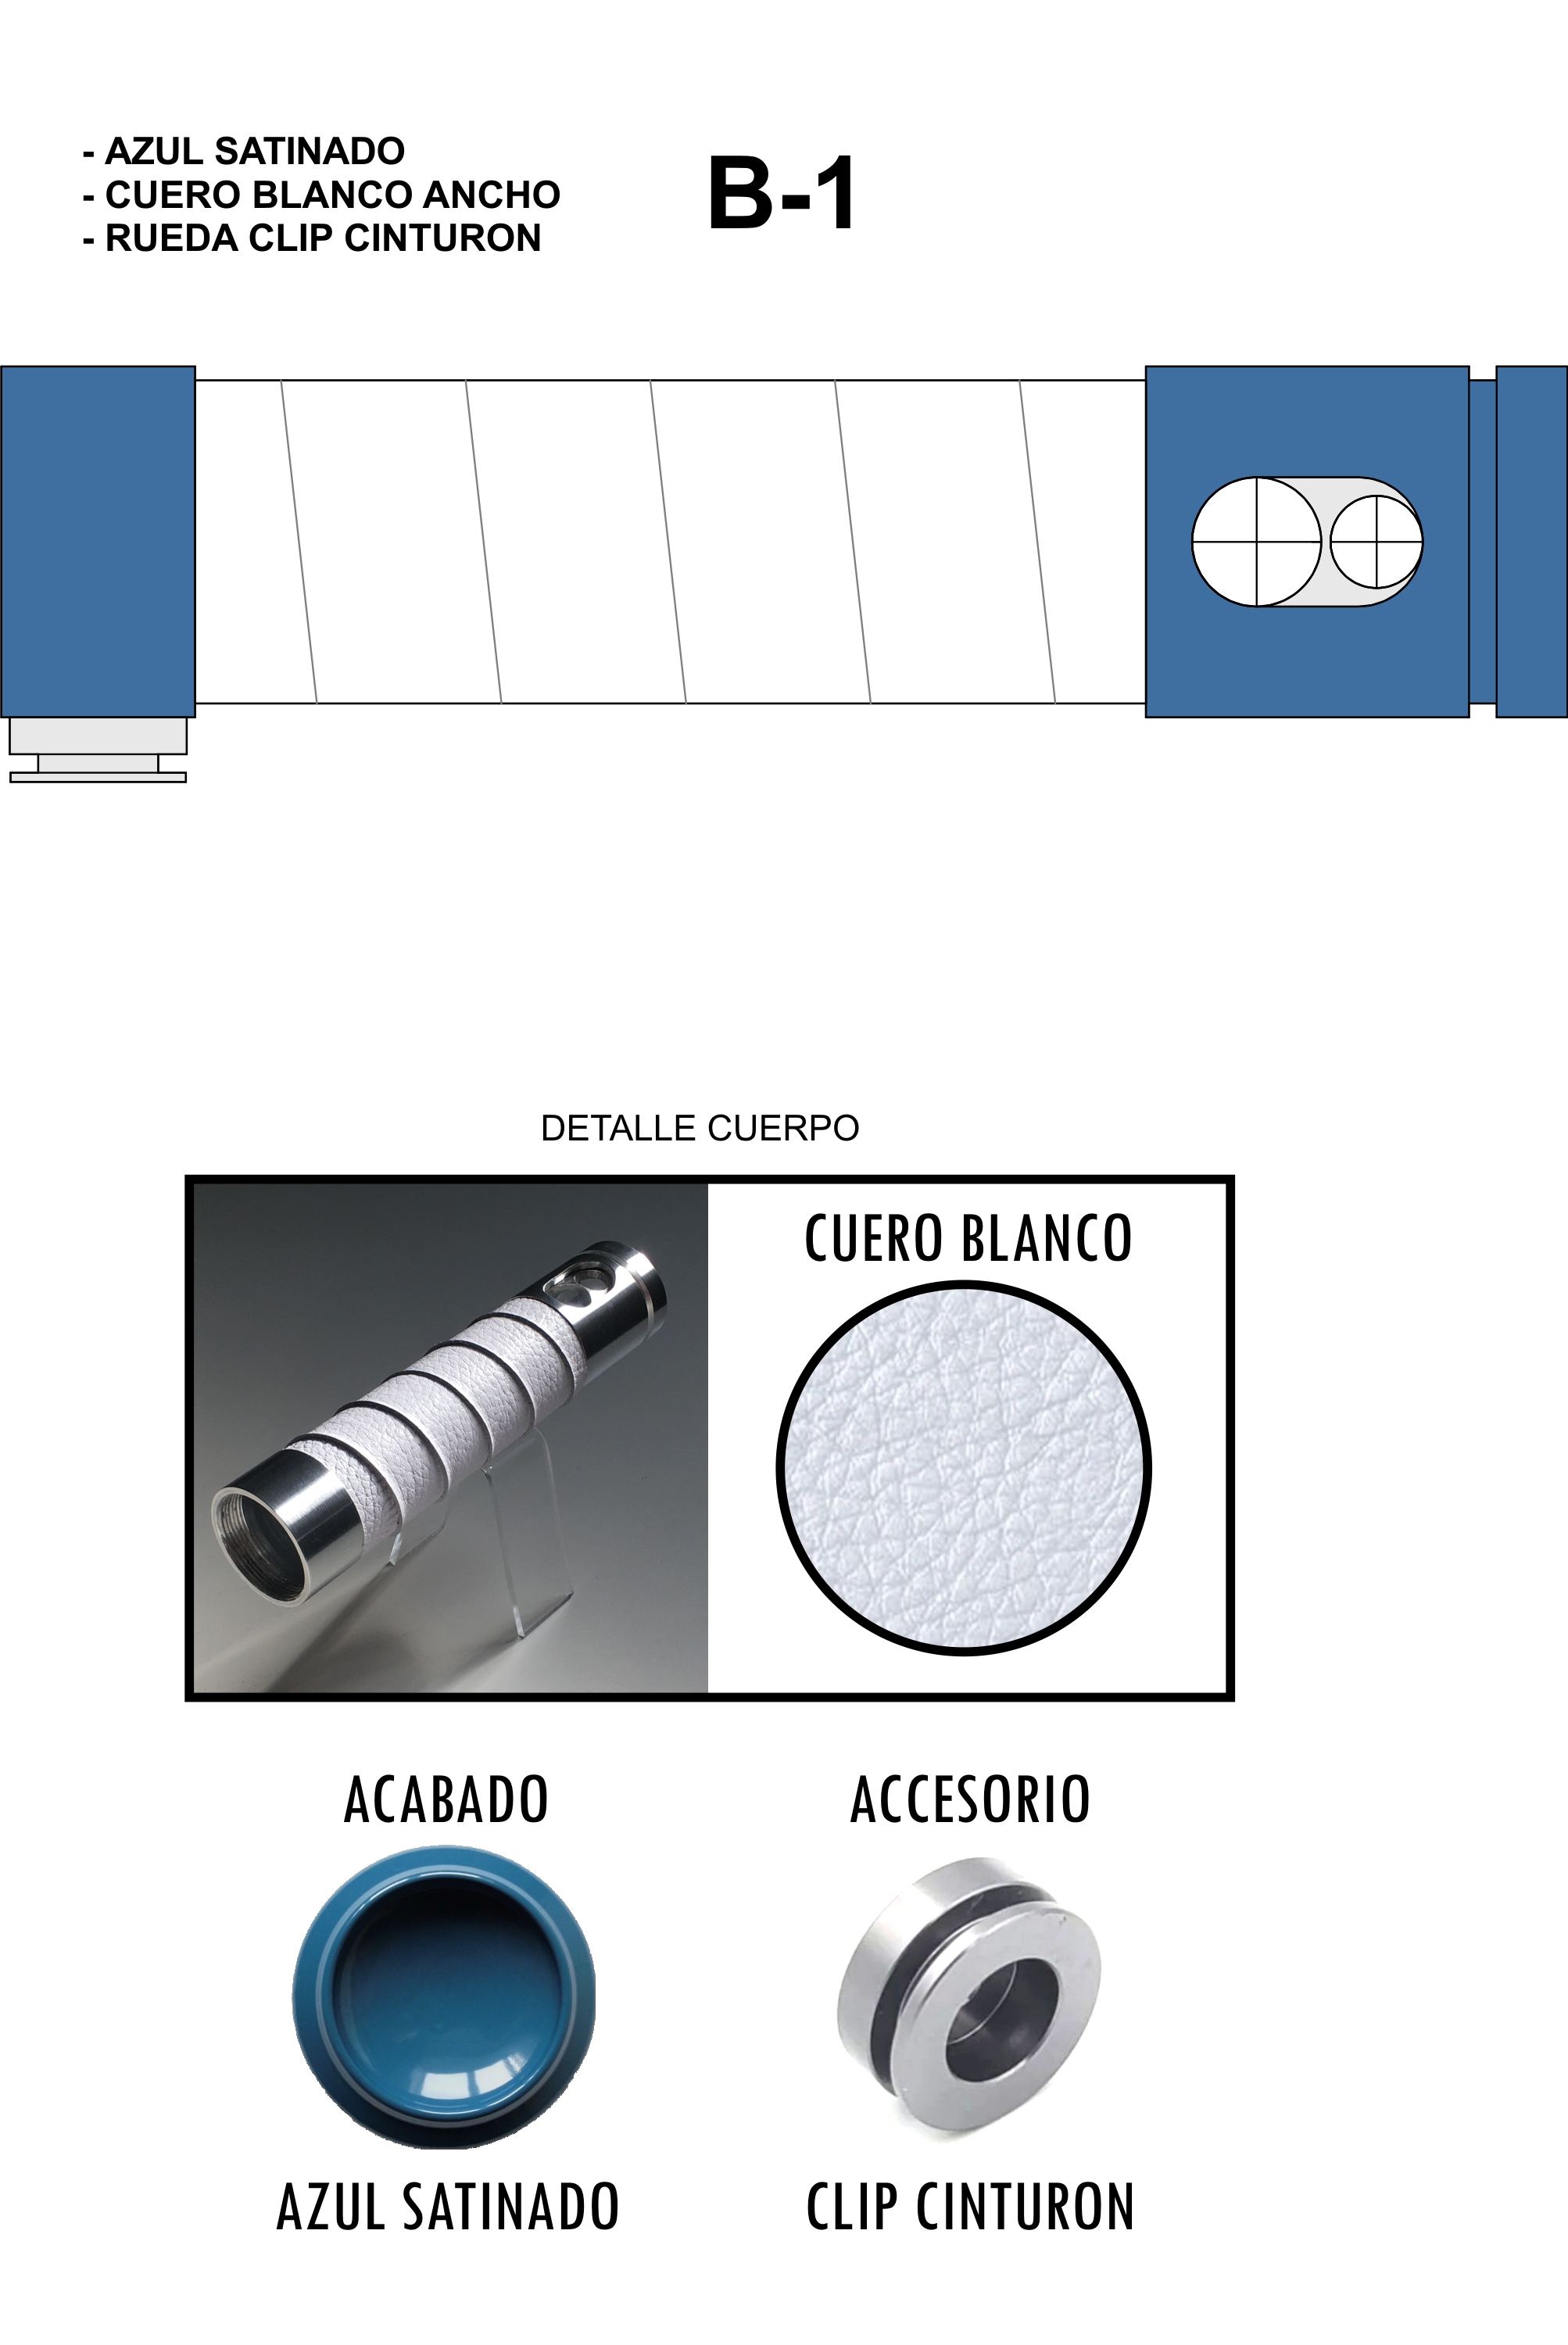 - AZUL SATINADO
- CUERO BLANCO ANCHO
- RUEDA CLIP CINTURON
B-1
DETALLE CUERPO
CUERO BLANCO
ACABADO
ACCESORIO
AZUL SATINADO
CLIP CINTURON